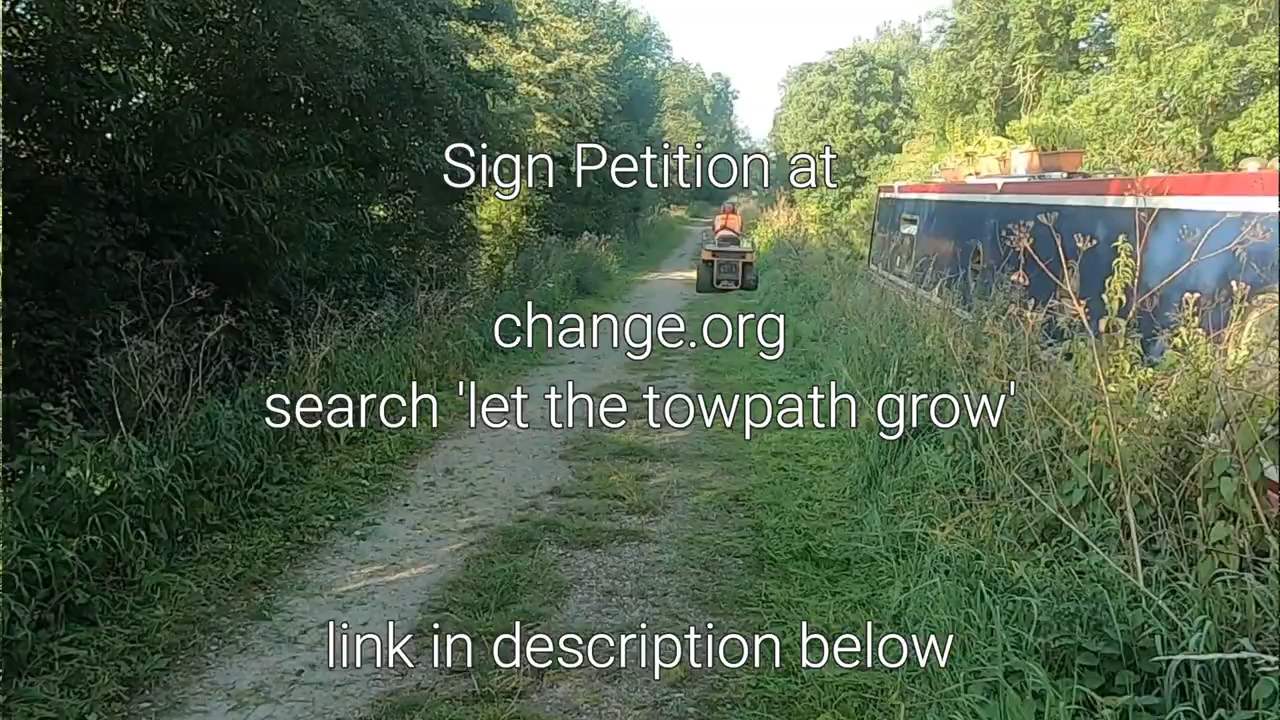 Sign Petition at
change.org
search 'let the towpath grow'
link in description below